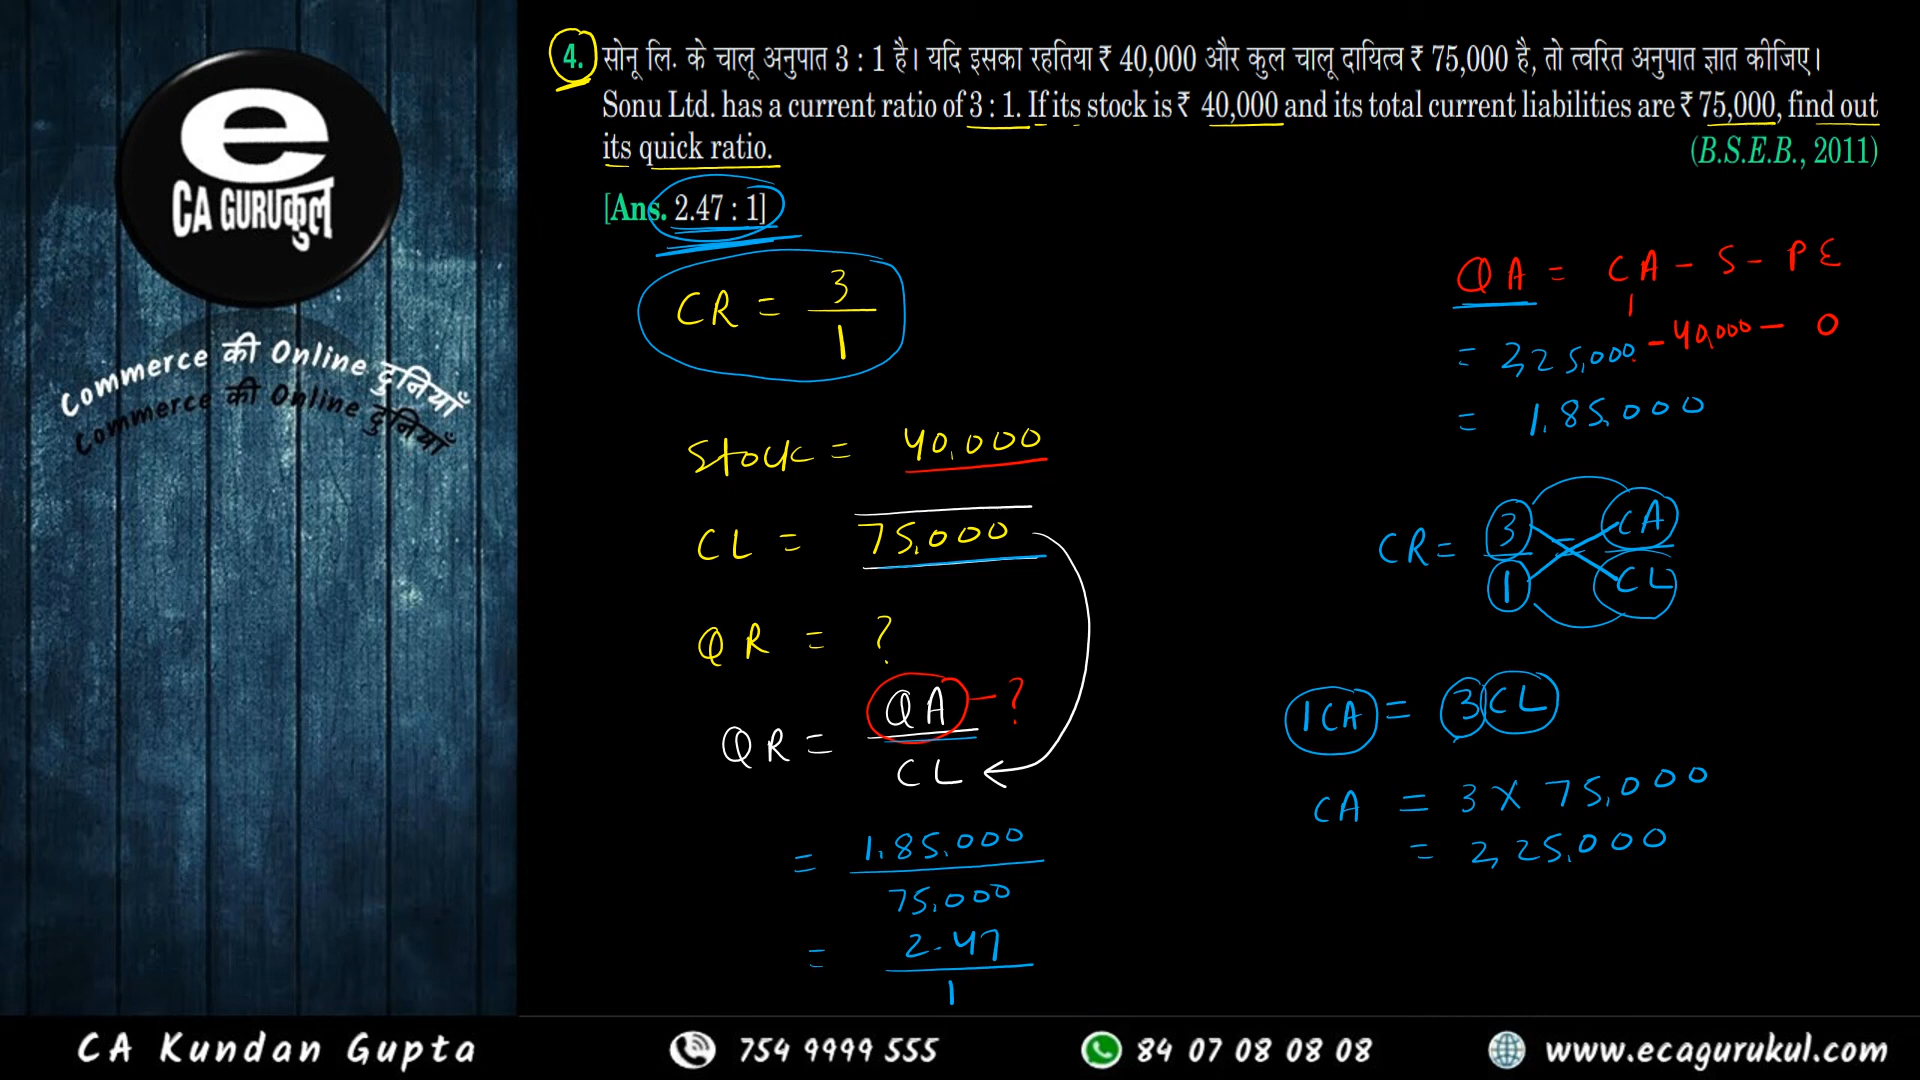 e
CA GURUकुल
Commerce की Online दुनियाँ
Commerce की Online दुनियाँ
4. सोनू लि. के चालू अनुपात 3 : 1 है। यदि इसका रहतिया ₹ 40,000 और कुल चालू दायित्व ₹ 75,000 है, तो त्वरित अनुपात ज्ञात कीजिए।
Sonu Ltd. has a current ratio of 3 : 1. If its stock is ₹ 40,000 and its total current liabilities are ₹ 75,000, find out
its quick ratio. (B.S.E.B., 2011)
[Ans. 2.47 : 1]
CR = 3/1
Stock = 40,000
CL = 75,000
QR = ?
QR = QA/CL - ?
= 1,85,000/75,000
= 2.47/1
QA = CA - S - PE
= 2,25,000 - 40,000 - 0
= 1,85,000
CR = 3/1 = CA/CL
1CA = 3CL
CA = 3 × 75,000
= 2,25,000
CA Kundan Gupta 754 9999 555 84 07 08 08 08 www.ecagurukul.com